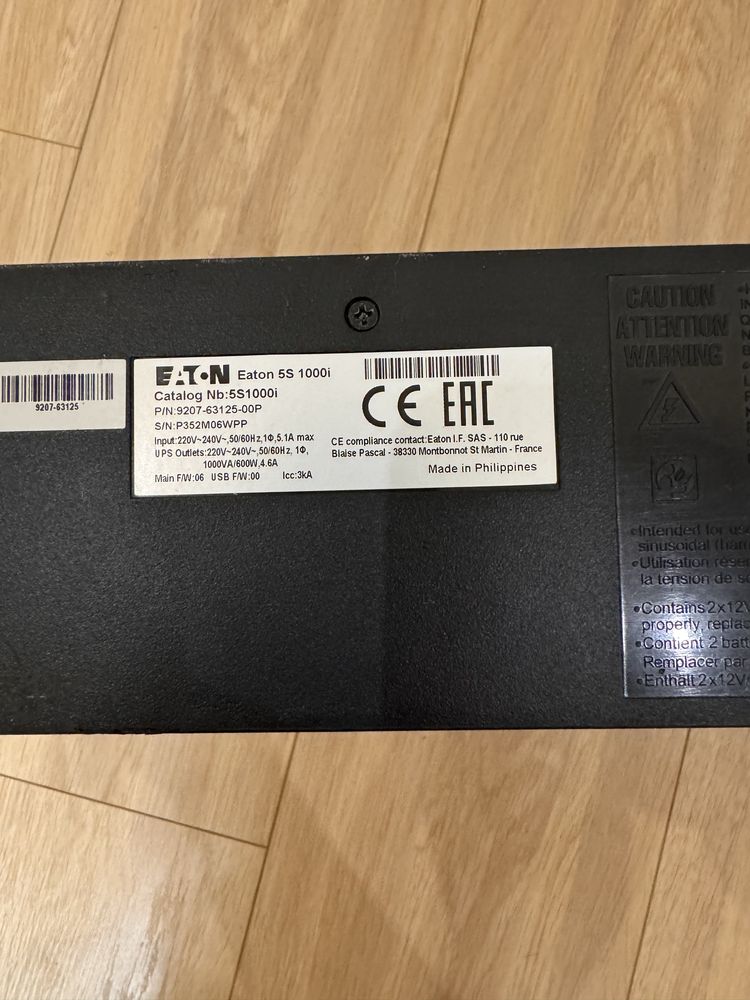 9207-63125
EATON Eaton 5S 1000i
Catalog Nb:5S1000i
P/N:9207-63125-00P
S/N:P352M06WPP
Input:220V~240V~,50/60Hz,1Φ,5.1A max
UPS Outlets:220V~240V~,50/60Hz, 1Φ,
1000VA/600W,4.6A
Main F/W:06 USB F/W:00 Icc:3kA
CE EAC
CE compliance contact:Eaton I.F. SAS - 110 rue
Blaise Pascal - 38330 Montbonnot St Martin - France
Made in Philippines
CAUTION
ATTENTION
WARNING
•Intended for
sinusoidal
•Utilisation
la tension de
•Contains 2x12V
properly,
•Contient 2
Remplacer par
•Enthält 2x12V